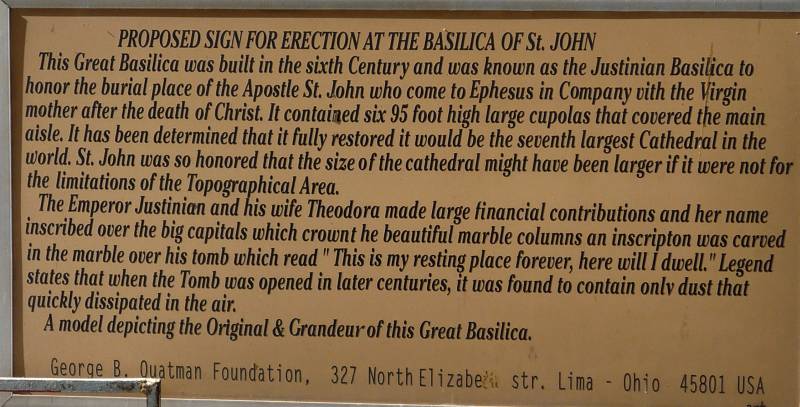 PROPOSED SIGN FOR ERECTION AT THE BASILICA OF St. JOHN
This Great Basilica was built in the sixth Century and was known as the Justinian Basilica to
honor the burial place of the Apostle St. John who come to Ephesus in Company vith the Virgin
mother after the death of Christ. It contained six 95 foot high large cupolas that covered the main
aisle. It has been determined that it fully restored it would be the seventh largest Cathedral in the
world. St. John was so honored that the size of the cathedral might have been larger if it were not for
the limitations of the Topographical Area.
The Emperor Justinian and his wife Theodora made large financial contributions and her name
inscribed over the big capitals which crownt he beautiful marble columns an inscripton was carved
in the marble over his tomb which read " This is my resting place forever, here will I dwell." Legend
states that when the Tomb was opened in later centuries, it was found to contain only dust that
quickly dissipated in the air.
A model depicting the Original & Grandeur of this Great Basilica.
George B. Quatman Foundation, 327 North Elizabe str. Lima - Ohio 45801 USA